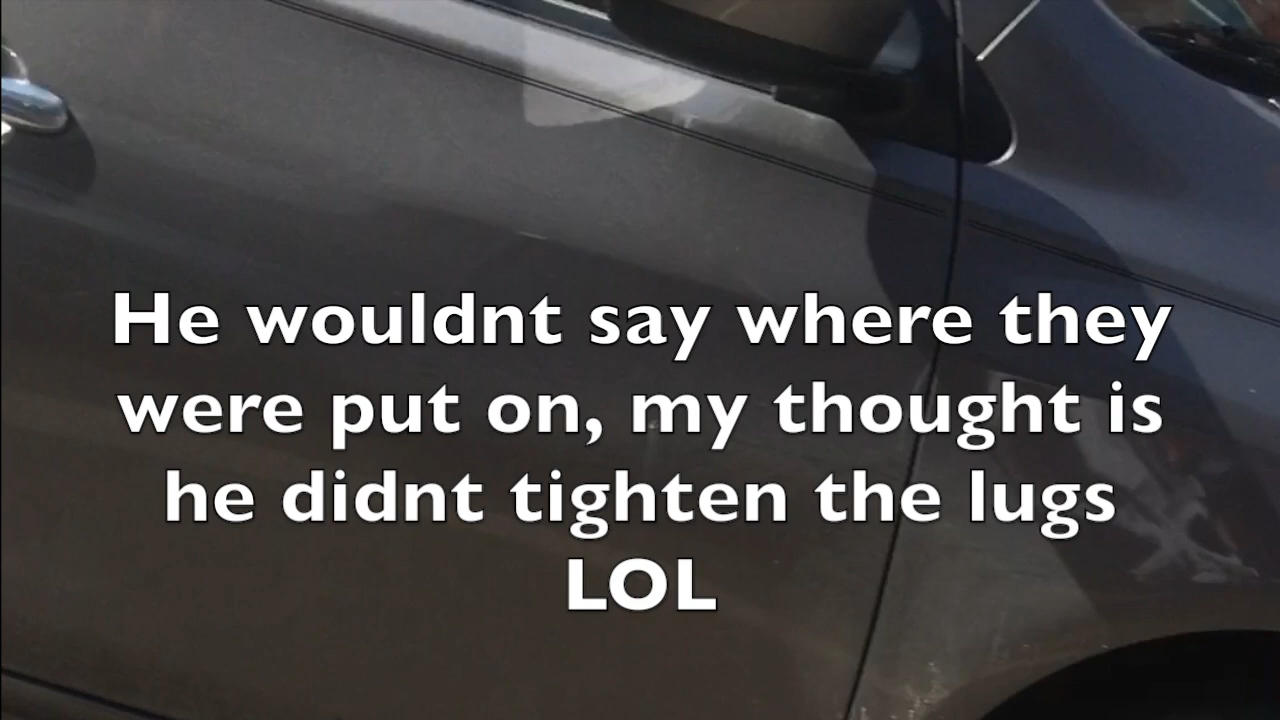 He wouldnt say where they
were put on, my thought is
he didnt tighten the lugs
LOL